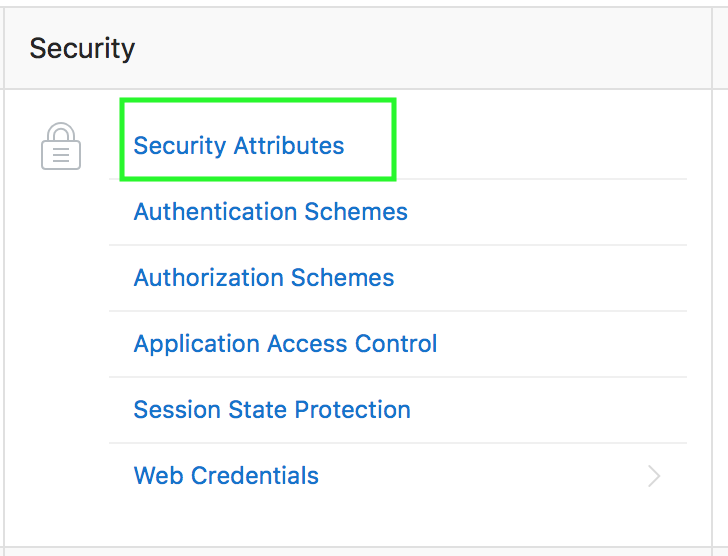 Security
Security Attributes
Authentication Schemes
Authorization Schemes
Application Access Control
Session State Protection
Web Credentials